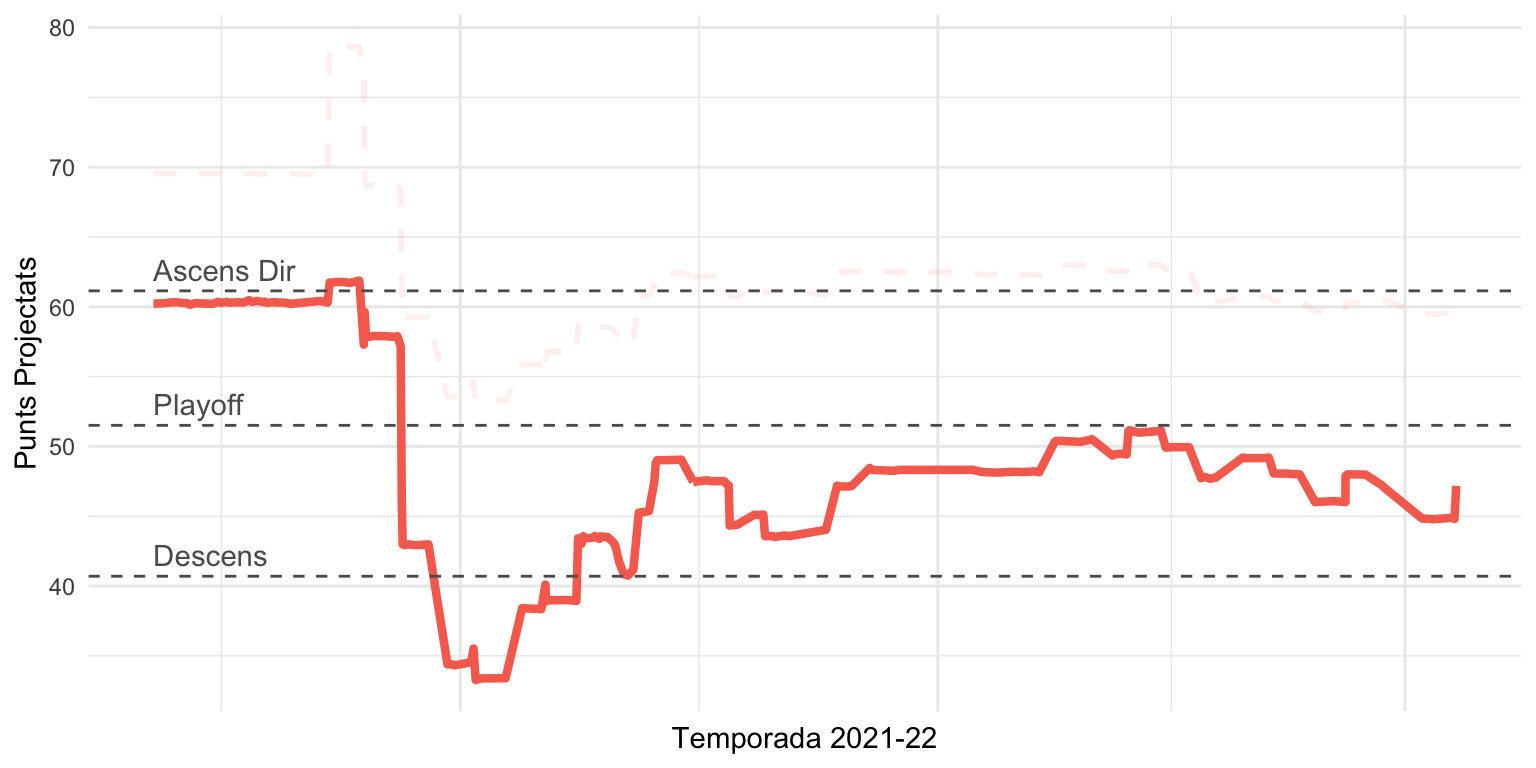 80
70
60
50
40
Punts Projectats
Ascens Dir
Playoff
Descens
Temporada 2021-22